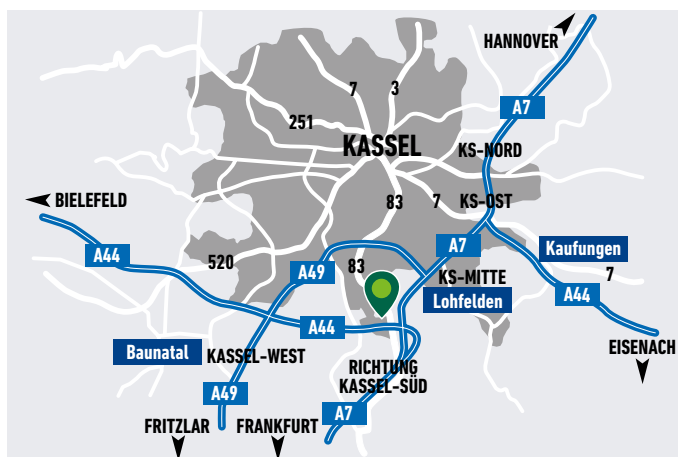 HANNOVER
7
3
A7
251
KASSEL
KS-NORD
BIELEFELD
83
7
KS-OST
A44
520
A49
83
A7
Kaufungen
KS-MITTE
7
Lohfelden
A44
A44
Baunatal
KASSEL-WEST
EISENACH
RICHTUNG
KASSEL-SÜD
A49
A7
FRITZLAR
FRANKFURT